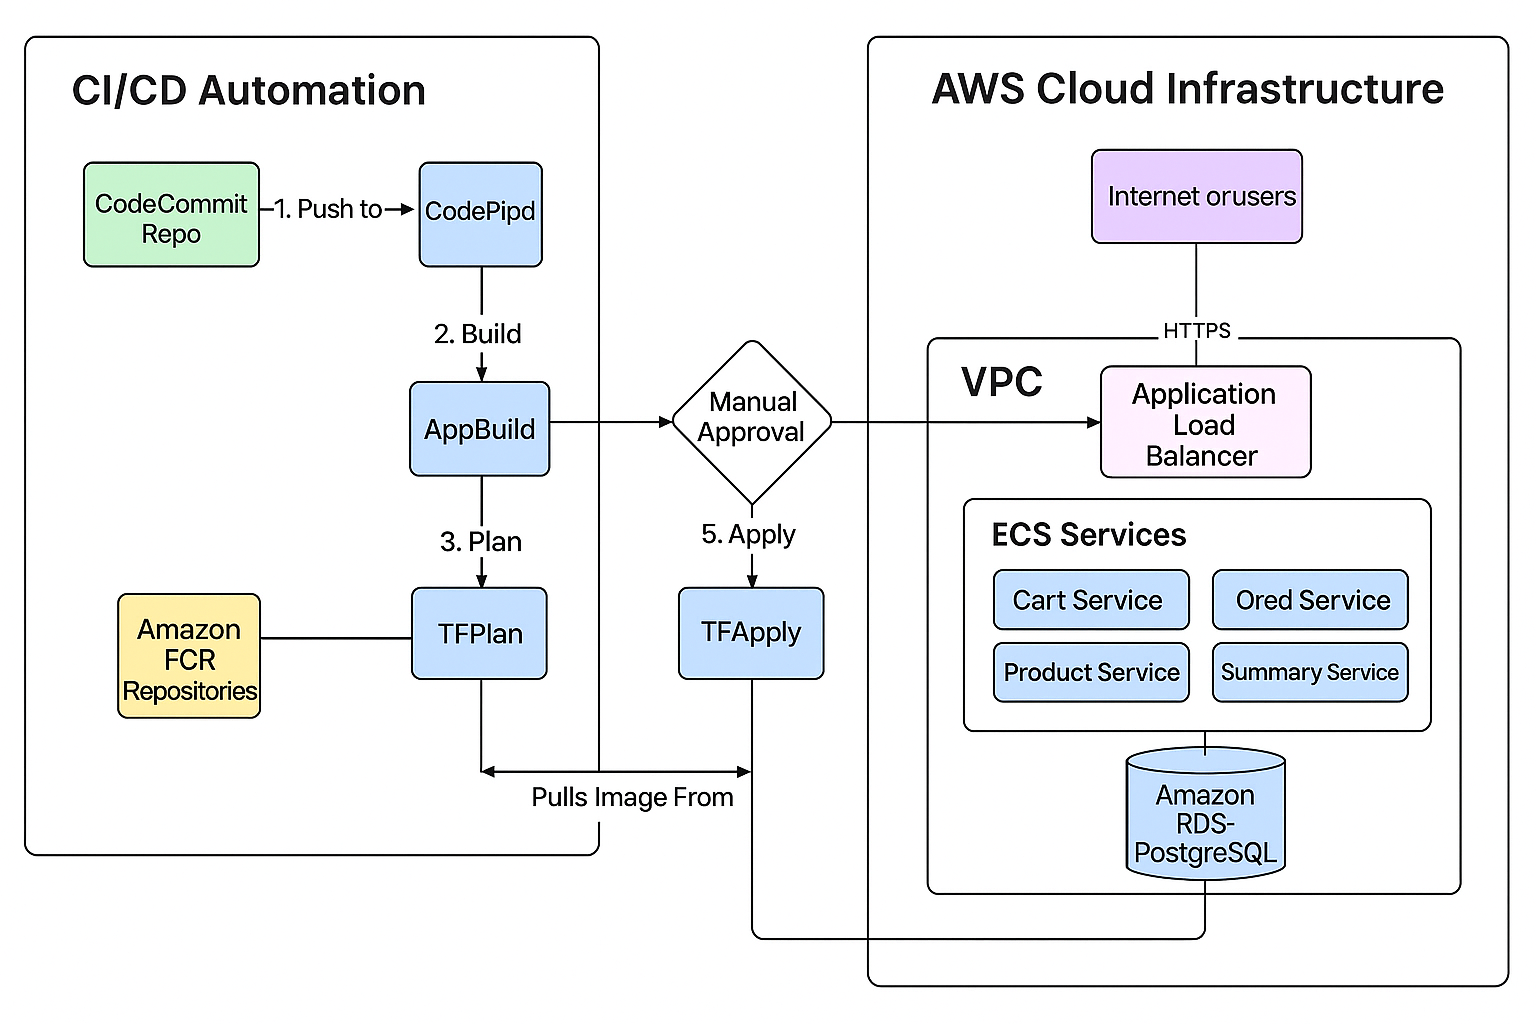 CI/CD Automation
CodeCommit
Repo
1. Push to
CodePipd
2. Build
AppBuild
3. Plan
Amazon
FCR
Repositories
TFPlan
Pulls Image From
Manual
Approval
5. Apply
TFApply
AWS Cloud Infrastructure
Internet orusers
HTTPS
VPC
Application
Load
Balancer
ECS Services
Cart Service
Ored Service
Product Service
Summary Service
Amazon
RDS-
PostgreSQL